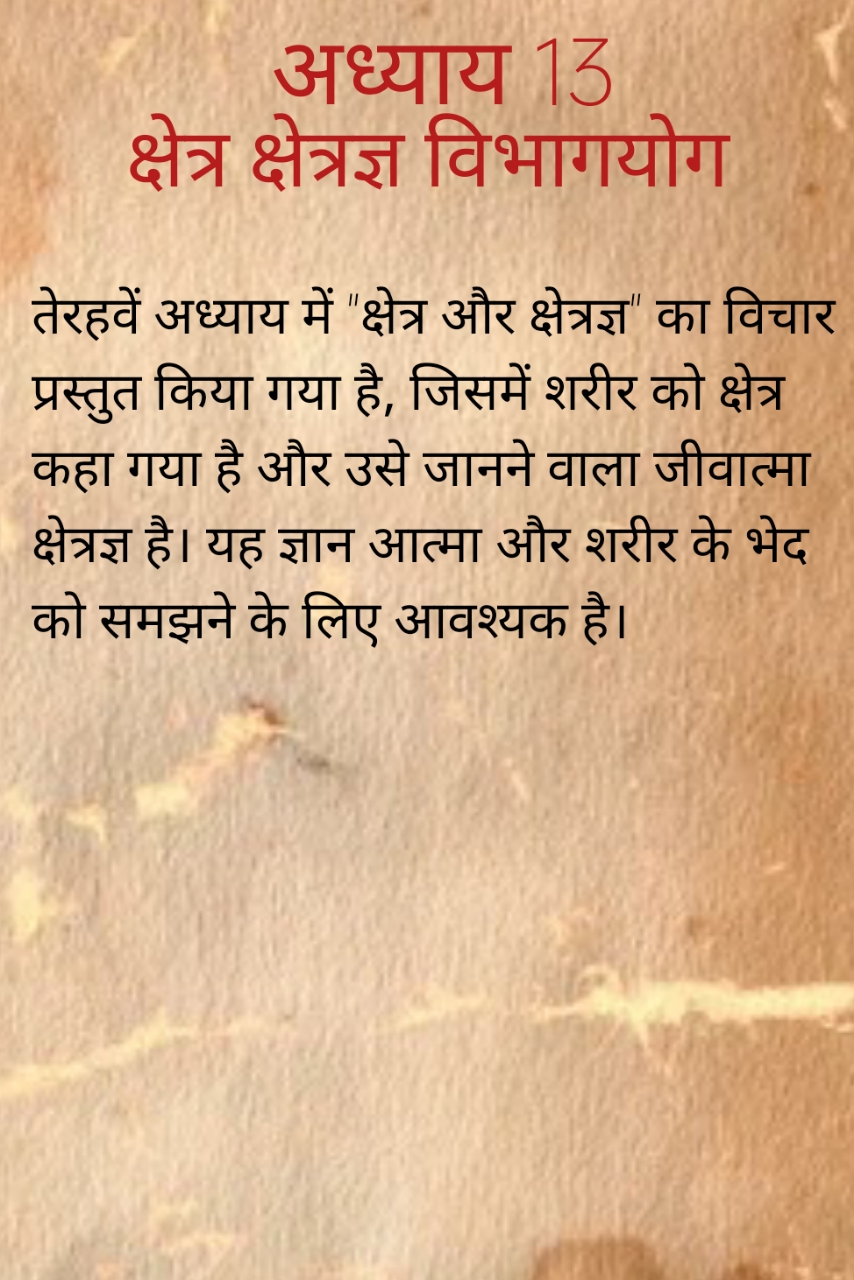 अध्याय 13
क्षेत्र क्षेत्रज्ञ विभागयोग
तेरहवें अध्याय में "क्षेत्र और क्षेत्रज्ञ" का विचार
प्रस्तुत किया गया है, जिसमें शरीर को क्षेत्र
कहा गया है और उसे जानने वाला जीवात्मा
क्षेत्रज्ञ है। यह ज्ञान आत्मा और शरीर के भेद
को समझने के लिए आवश्यक है।